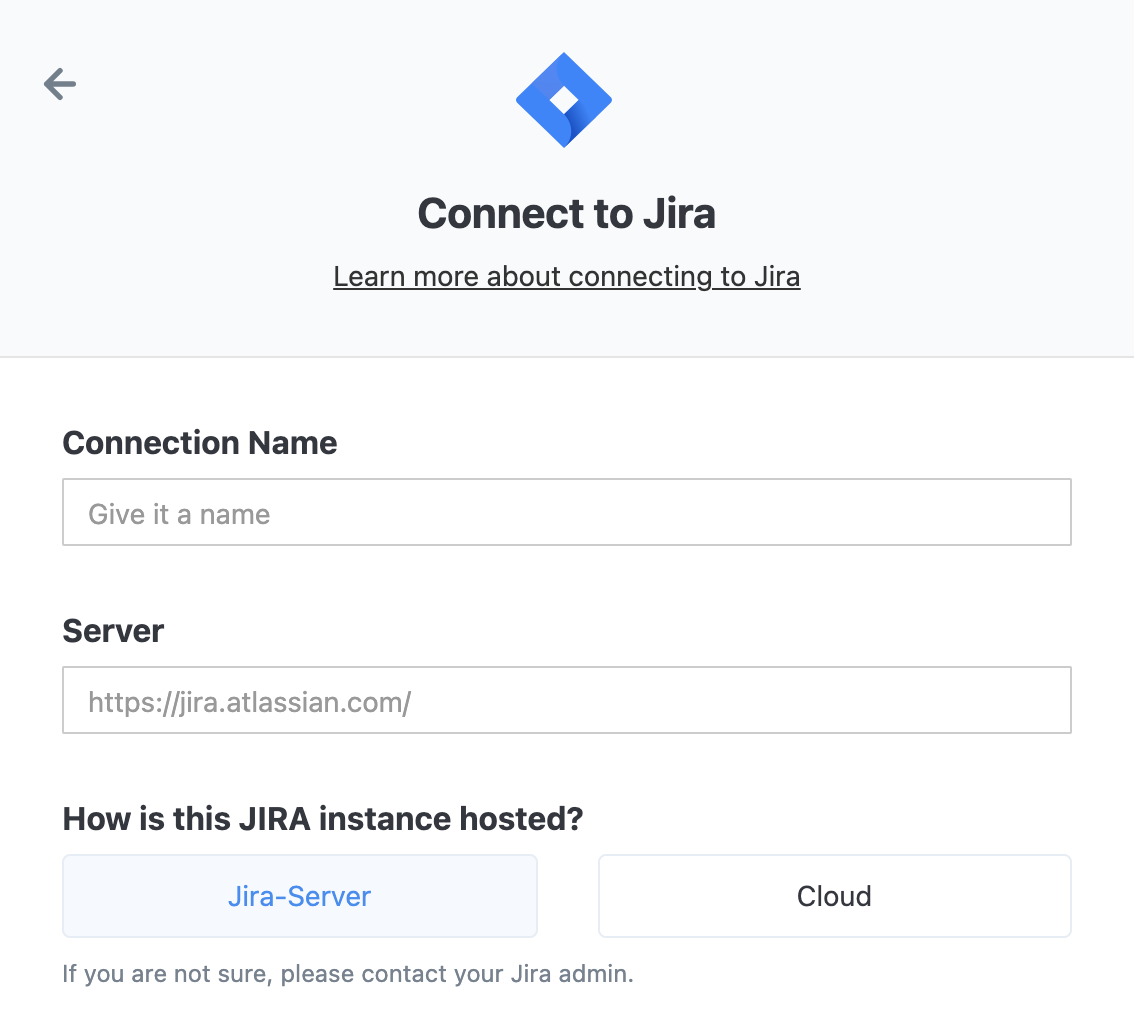 Connect to Jira
Learn more about connecting to Jira
Connection Name
Give it a name
Server
https://jira.atlassian.com/
How is this JIRA instance hosted?
Jira-Server
Cloud
If you are not sure, please contact your Jira admin.